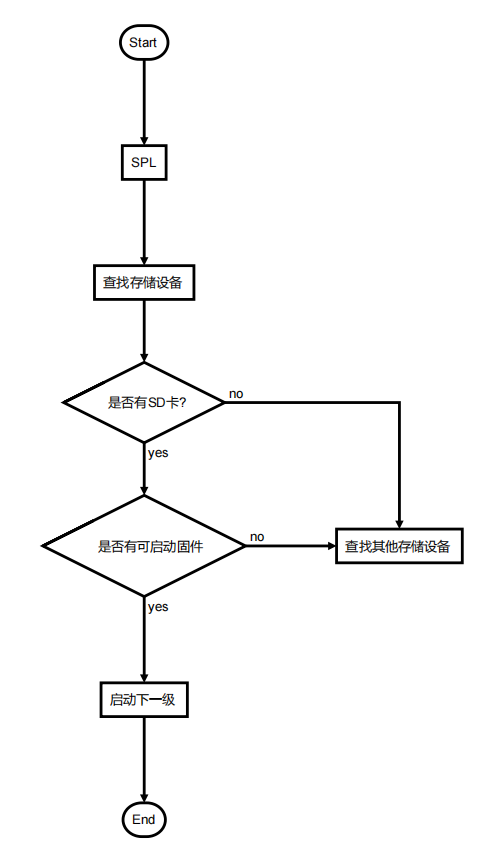 Start
SPL
查找存储设备
是否有SD卡?
no
yes
是否有可启动固件
no
查找其他存储设备
yes
启动下一级
End